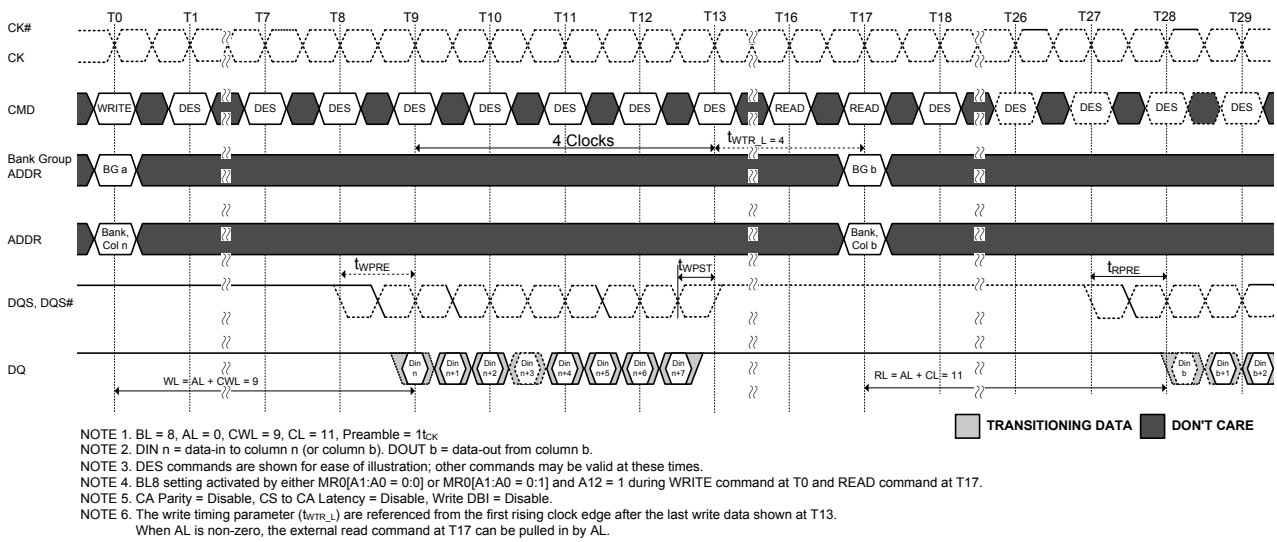 T0 T1 T7 T8 T9 T10 T11 T12 T13 T16 T17 T18 T26 T27 T28 T29
CK#
CK
CMD WRITE DES DES DES DES DES DES DES DES READ READ DES DES DES DES DES
4 Clocks tWTR_L = 4
Bank Group
ADDR
BG a BG b
ADDR
Bank,
Col n
Bank,
Col b
tWPRE tWPST tRPRE
DQS, DQS#
DQ
Din
n
Din
n+1
Din
n+2
Din
n+3
Din
n+4
Din
n+5
Din
n+6
Din
n+7
Din
b
Din
b+1
Din
b+2
WL = AL + CWL = 9
RL = AL + CL = 11
TRANSITIONING DATA DON'T CARE
NOTE 1. BL = 8, AL = 0, CWL = 9, CL = 11, Preamble = 1tCK
NOTE 2. DIN n = data-in to column n (or column b). DOUT b = data-out from column b.
NOTE 3. DES commands are shown for ease of illustration; other commands may be valid at these times.
NOTE 4. BL8 setting activated by either MR0[A1:A0 = 0:0] or MR0[A1:A0 = 0:1] and A12 = 1 during WRITE command at T0 and READ command at T17.
NOTE 5. CA Parity = Disable, CS to CA Latency = Disable, Write DBI = Disable.
NOTE 6. The write timing parameter (tWTR_L) are referenced from the first rising clock edge after the last write data shown at T13.
When AL is non-zero, the external read command at T17 can be pulled in by AL.